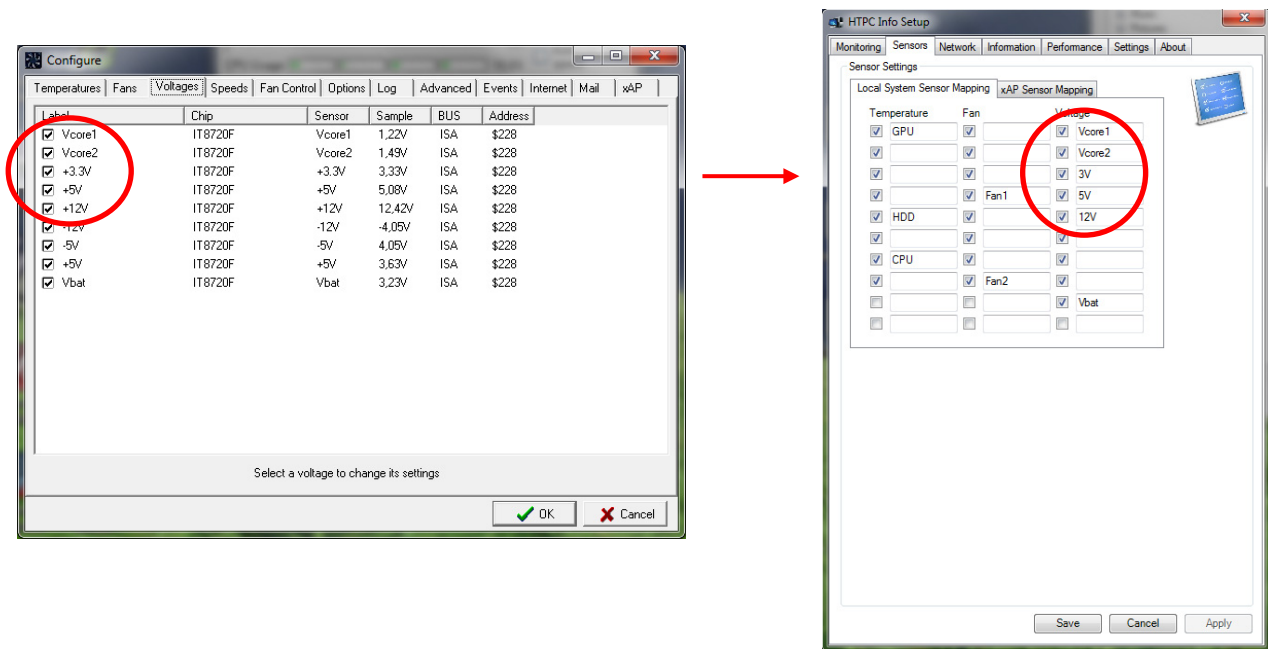 Configure
Temperatures Fans Voltages Speeds Fan Control Options Log Advanced Events Internet Mail xAP
Label Chip Sensor Sample BUS Address
Vcore1 IT8720F Vcore1 1,22V ISA $228
Vcore2 IT8720F Vcore2 1,49V ISA $228
+3.3V IT8720F +3.3V 3,33V ISA $228
+5V IT8720F +5V 5,08V ISA $228
+12V IT8720F +12V 12,42V ISA $228
-12V IT8720F -12V -4,05V ISA $228
-5V IT8720F -5V 4,05V ISA $228
+5V IT8720F +5V 3,63V ISA $228
Vbat IT8720F Vbat 3,23V ISA $228
Select a voltage to change its settings
OK Cancel
HTPC Info Setup
Monitoring Sensors Network Information Performance Settings About
Sensor Settings
Local System Sensor Mapping xAP Sensor Mapping
Temperature Fan Voltage
GPU Vcore1
Vcore2
3V
Fan1 5V
HDD 12V
CPU
Fan2
Vbat
Save Cancel Apply